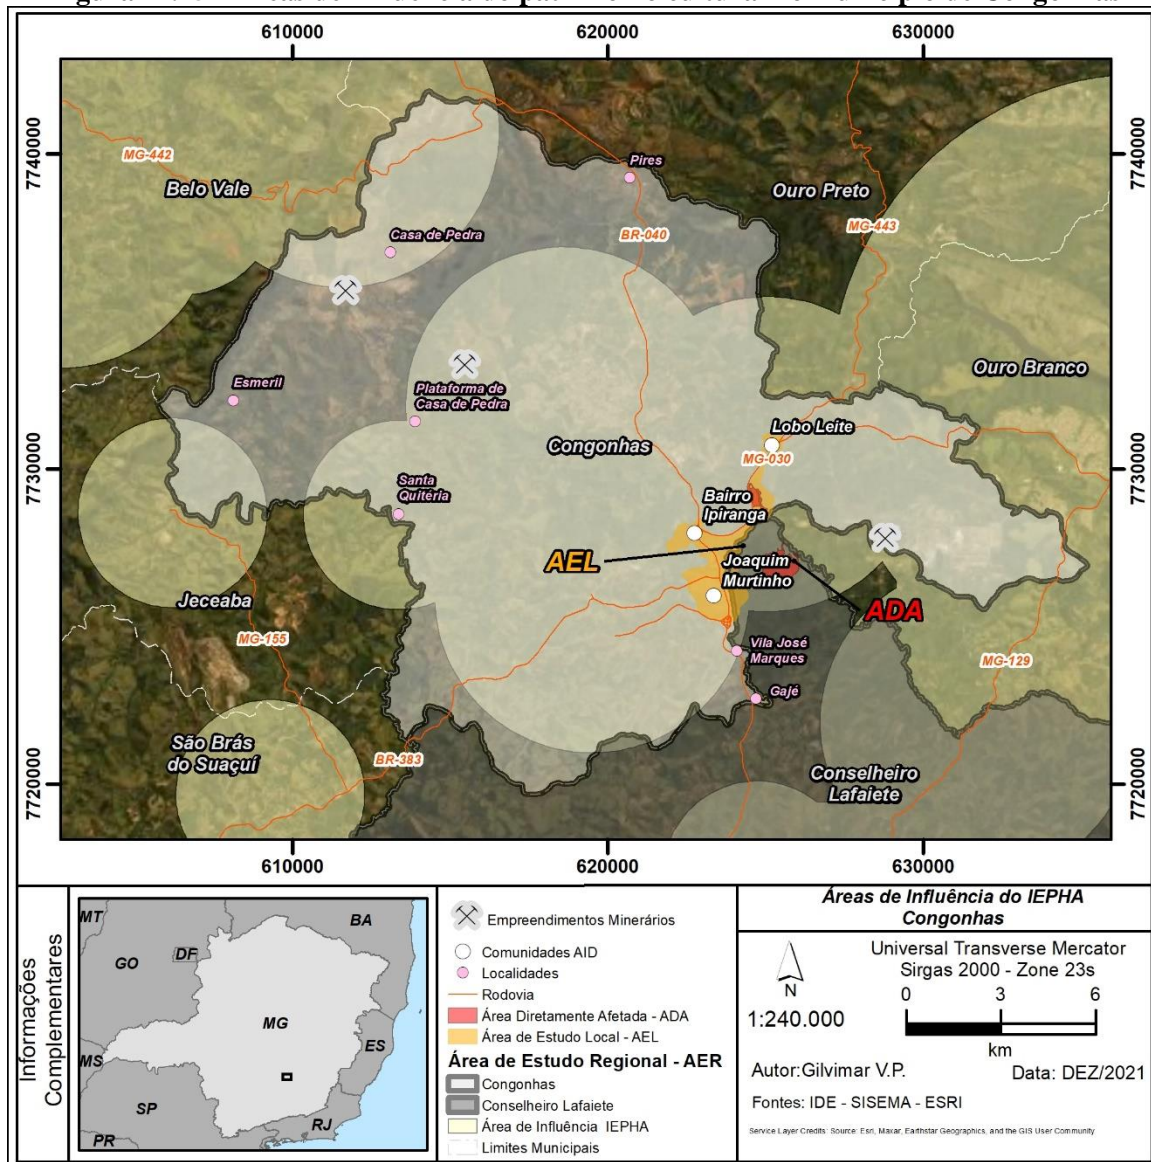 610000
620000
630000
7740000
7740000
MG-442
Pires
Belo Vale
Ouro Preto
Casa de Pedra
BR-040
MG-443
Ouro Branco
Esmeril
Plataforma de
Casa de Pedra
Congonhas
Lobo Leite
MG-030
7730000
7730000
Santa
Quitéria
Bairro
Ipiranga
AEL
Joaquim
Murtinho
Jeceaba
ADA
MG-155
Vila José
Marques
MG-129
Gajé
São Brás
do Suaçuí
BR-383
Conselheiro
Lafaiete
7720000
7720000
610000
620000
630000
Informações
Complementares
MT
BA
GO
DF
MG
ES
MS
SP
RJ
PR
Empreendimentos Minerários
Comunidades AID
Localidades
Rodovia
Área Diretamente Afetada - ADA
Área de Estudo Local - AEL
Área de Estudo Regional - AER
Congonhas
Conselheiro Lafaiete
Área de Influência IEPHA
Limites Municipais
Áreas de Influência do IEPHA
Congonhas
N
1:240.000
Universal Transverse Mercator
Sirgas 2000 - Zone 23s
0 3 6
km
Autor:Gilvimar V.P.
Data: DEZ/2021
Fontes: IDE - SISEMA - ESRI
Service Layer Credits: Source: Esri, Maxar, Earthstar Geographics, and the GIS User Community